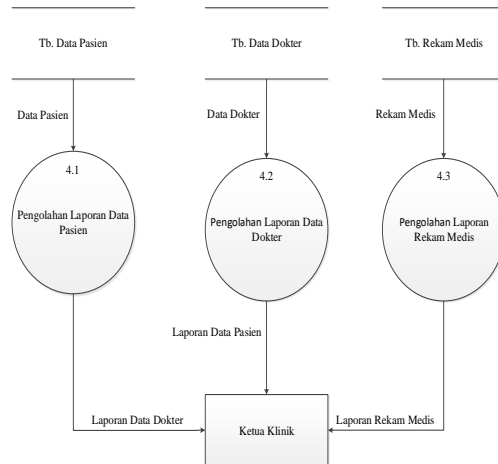 Tb. Data Pasien
Tb. Data Dokter
Tb. Rekam Medis
Data Pasien
Data Dokter
Rekam Medis
4.1
Pengolahan Laporan Data
Pasien
4.2
Pengolahan Laporan Data
Dokter
4.3
Pengolahan Laporan
Rekam Medis
Laporan Data Pasien
Laporan Data Dokter
Ketua Klinik
Laporan Rekam Medis